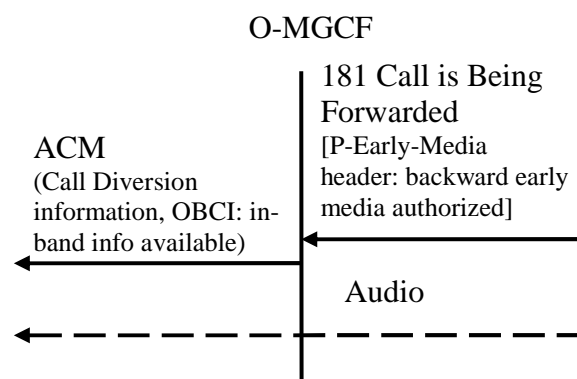 O-MGCF
181 Call is Being
Forwarded
[P-Early-Media
header: backward early
media authorized]
ACM
(Call Diversion
information, OBCI: in-
band info available)
Audio